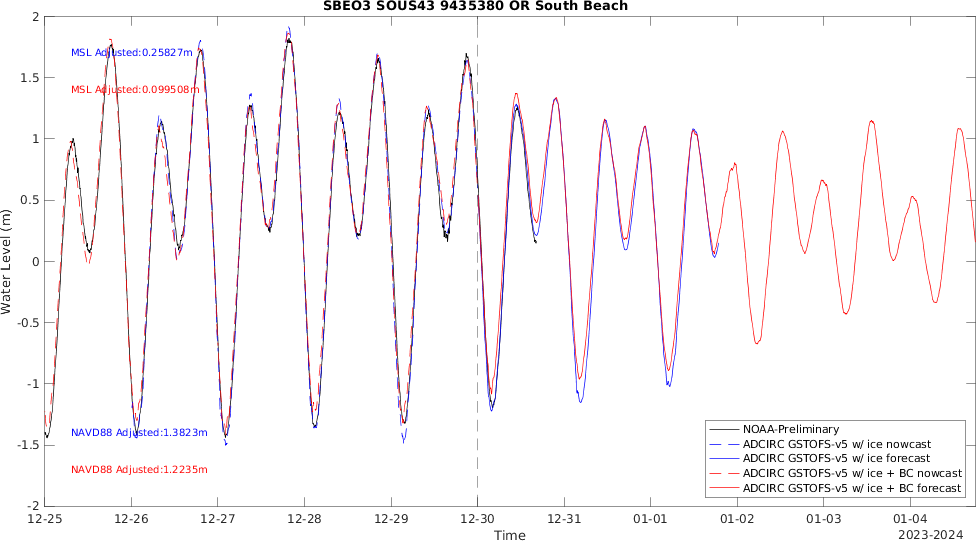 SBEO3 SOUS43 9435380 OR South Beach
2
1.5
1
0.5
0
-0.5
-1
-1.5
-2
Water Level (m)
MSL Adjusted:0.25827m
MSL Adjusted:0.099508m
NAVD88 Adjusted:1.3823m
NAVD88 Adjusted:1.2235m
NOAA-Preliminary
ADCIRC GSTOFS-v5 w/ ice nowcast
ADCIRC GSTOFS-v5 w/ ice forecast
ADCIRC GSTOFS-v5 w/ ice + BC nowcast
ADCIRC GSTOFS-v5 w/ ice + BC forecast
12-25 12-26 12-27 12-28 12-29 12-30 12-31 01-01 01-02 01-03 01-04
Time
2023-2024